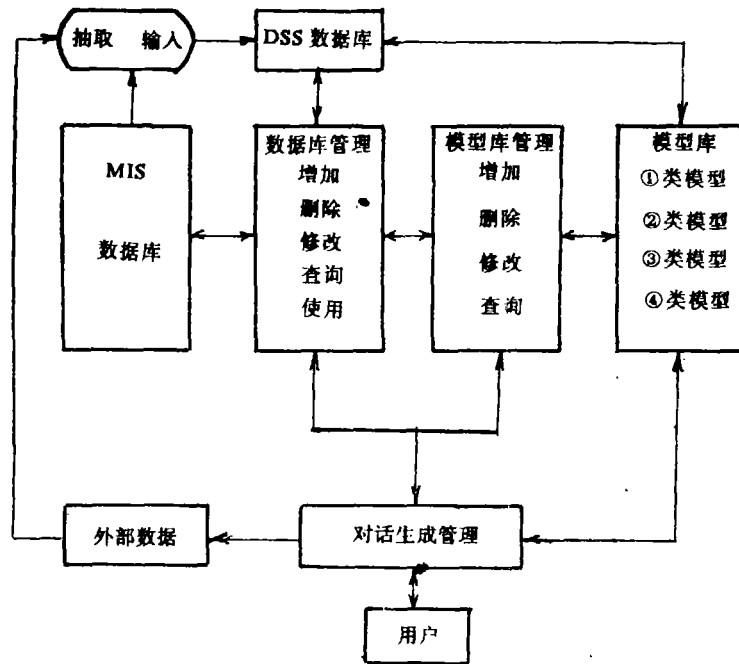 抽取 输入
DSS 数据库
MIS
数据库
数据库管理
增加
删除
修改
查询
使用
模型库管理
增加
删除
修改
查询
模型库
①类模型
②类模型
③类模型
④类模型
外部数据
对话生成管理
用户